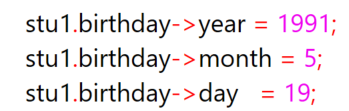 stu1.birthday->year = 1991;
stu1.birthday->month = 5;
stu1.birthday->day   = 19;